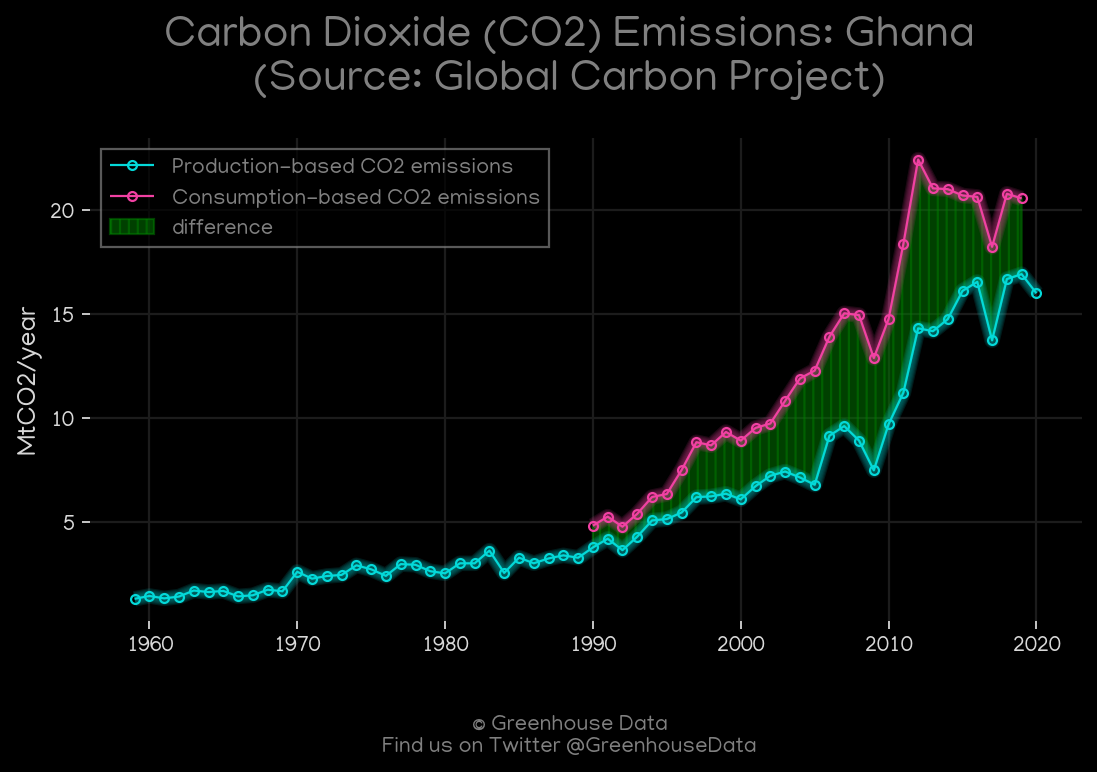 Carbon Dioxide (CO2) Emissions: Ghana
(Source: Global Carbon Project)
Production-based CO2 emissions
Consumption-based CO2 emissions
difference
MtCO2/year
20
15
10
5
1960 1970 1980 1990 2000 2010 2020
© Greenhouse Data
Find us on Twitter @GreenhouseData